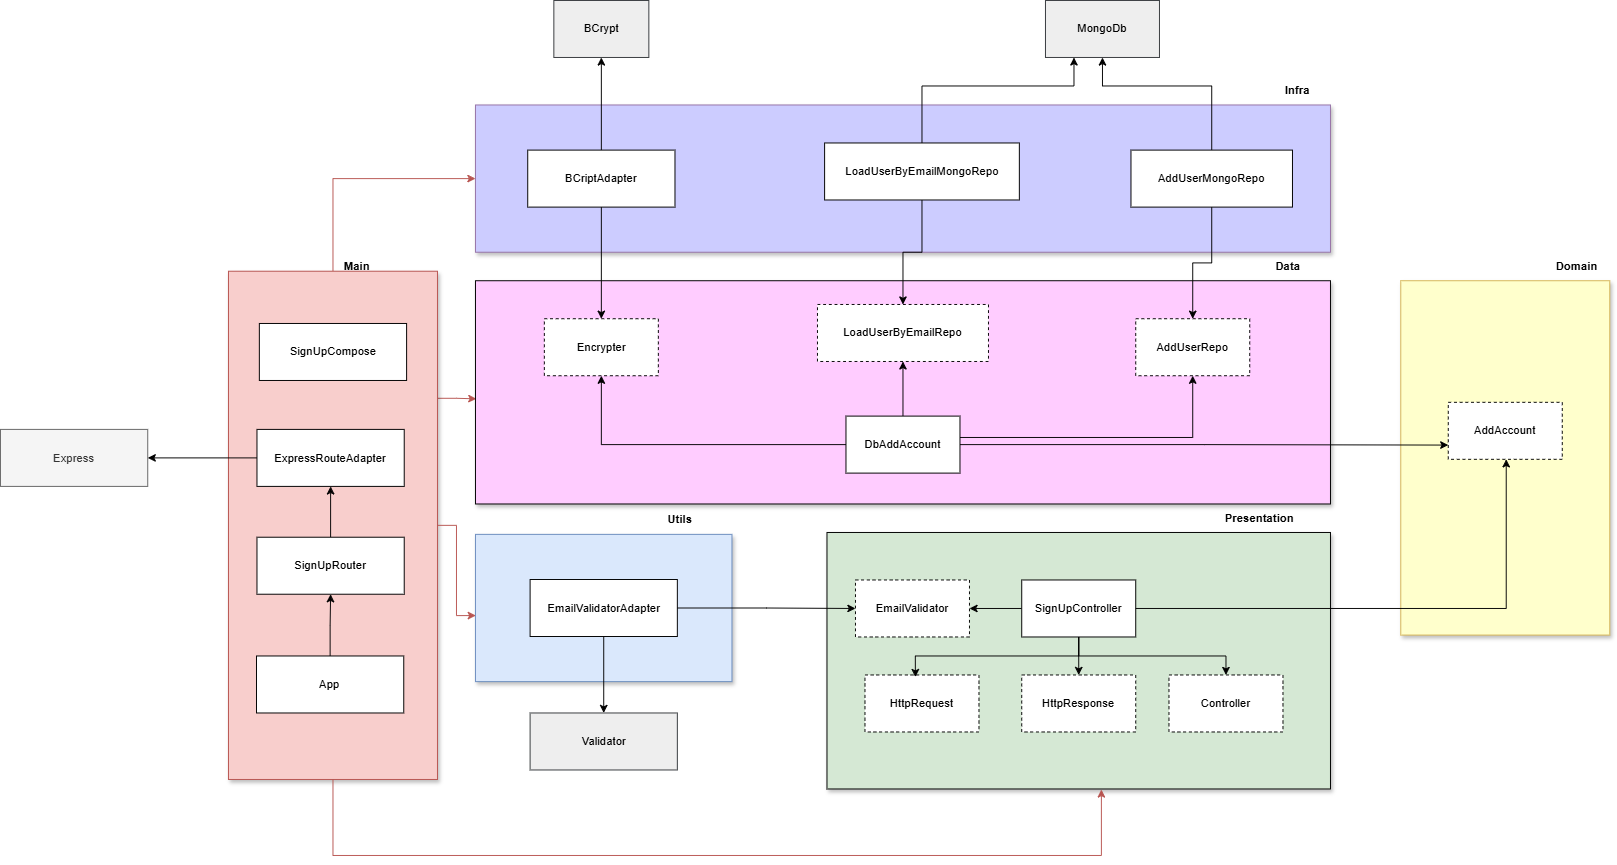 BCrypt
MongoDb
Infra
BCriptAdapter
LoadUserByEmailMongoRepo
AddUserMongoRepo
Main
Data
Domain
SignUpCompose
Encrypter
LoadUserByEmailRepo
AddUserRepo
AddAccount
DbAddAccount
Express
ExpressRouteAdapter
Utils
Presentation
SignUpRouter
EmailValidatorAdapter
EmailValidator
SignUpController
App
HttpRequest
HttpResponse
Controller
Validator